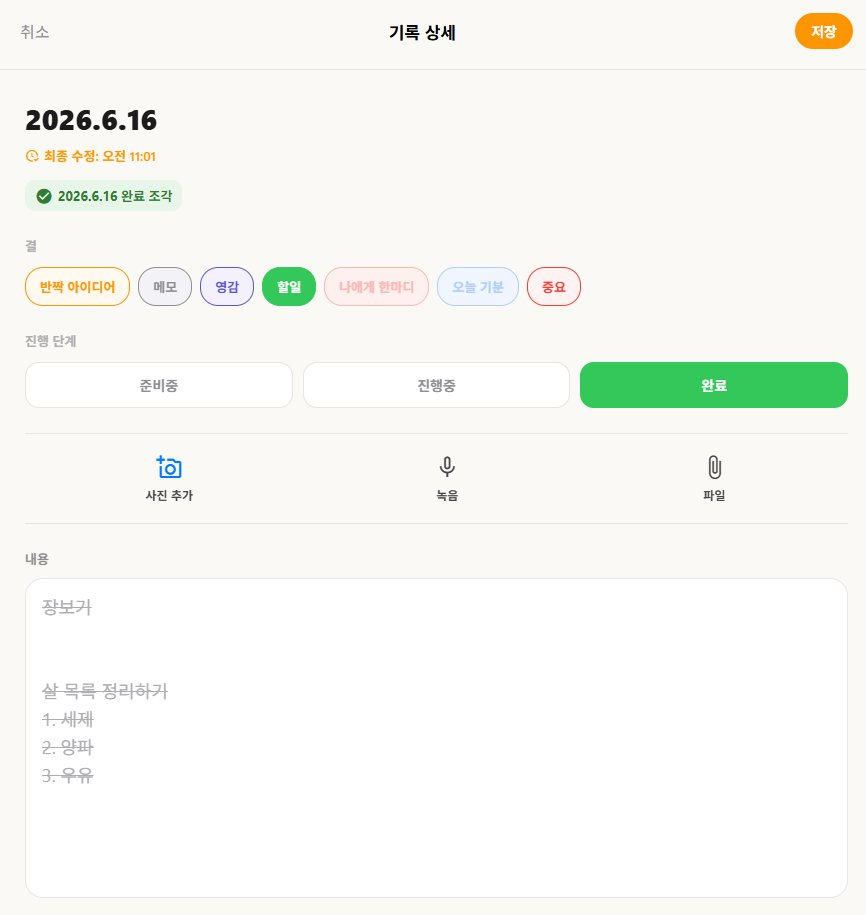 취소 기록 상세 저장
2026.6.16
최종 수정: 오전 11:01
2026.6.16 완료 조각
결
반짝 아이디어 메모 영감 할일 나에게 한마디 오늘 기분 중요
진행 단계
준비중 진행중 완료
사진 추가 녹음 파일
내용
장보기
살 목록 정리하기
1. 세제
2. 양파
3. 우유